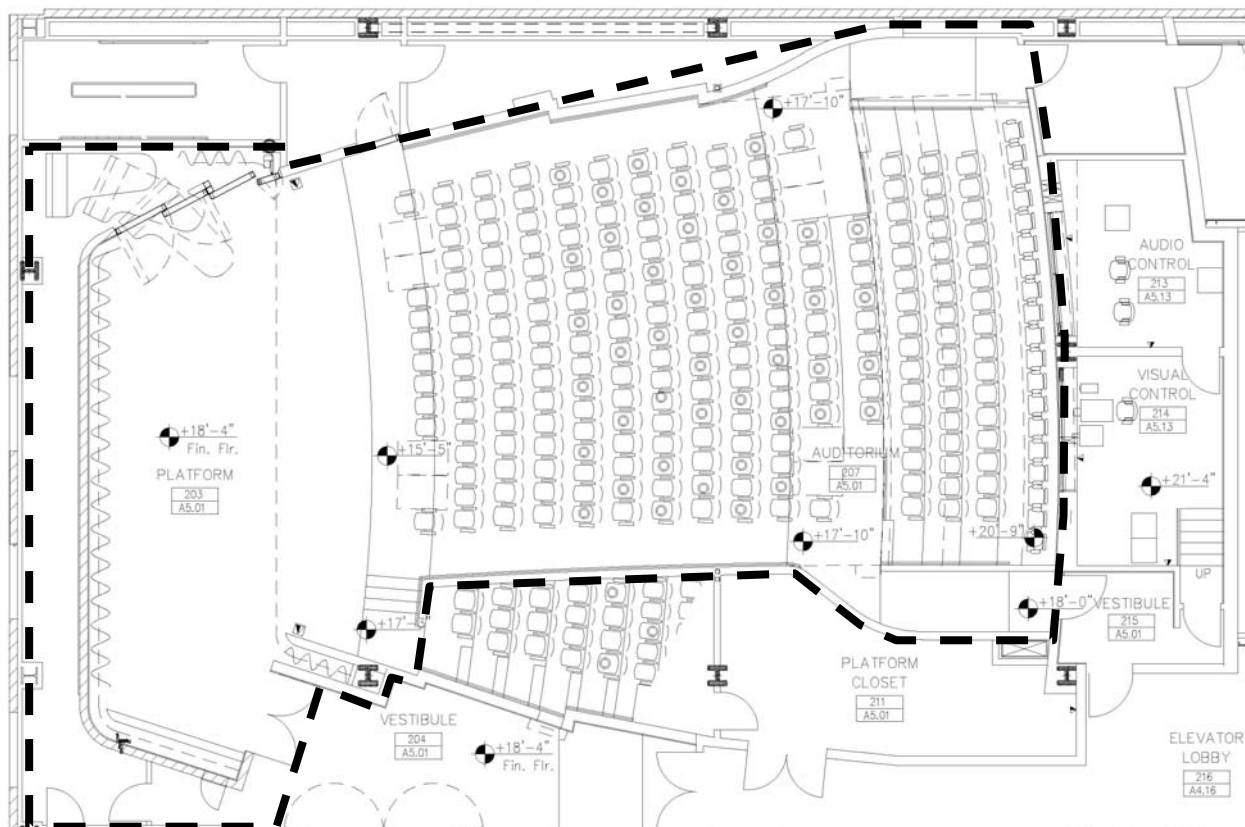 +17'-10"
AUDIO
CONTROL
213
A5.13
VISUAL
CONTROL
214
A5.13
+18'-4"
Fin. Flr.
PLATFORM
203
A5.01
+15'-5"
AUDITORIUM
207
A5.01
+21'-4"
+17'-10"
+20'-9"
UP
+18'-0"
VESTIBULE
215
A5.01
PLATFORM
CLOSET
211
A5.01
VESTIBULE
204
A5.01
+18'-4"
Fin. Flr.
ELEVATOR
LOBBY
216
A4.16